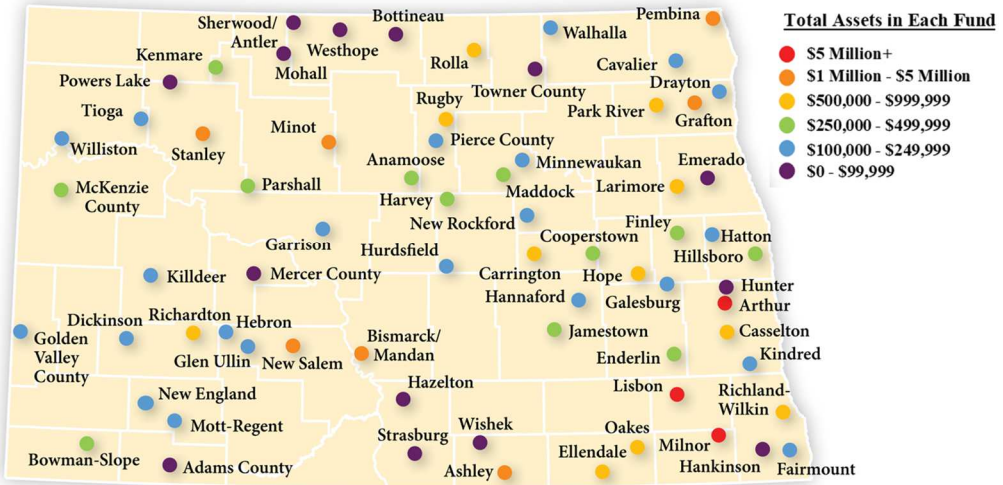 Total Assets in Each Fund
$5 Million+
$1 Million - $5 Million
$500,000 - $999,999
$250,000 - $499,999
$100,000 - $249,999
$0 - $99,999
Sherwood/
Antler
Bottineau
Pembina
Westhope
Walhalla
Kenmare
Mohall
Rolla
Cavalier
Powers Lake
Towner County
Drayton
Tioga
Rugby
Park River
Grafton
Minot
Williston
Stanley
Pierce County
Anamoose
Minnewaukan
Emerado
McKenzie
County
Parshall
Maddock
Larimore
Harvey
New Rockford
Finley
Garrison
Hurdsfield
Cooperstown
Hatton
Hillsboro
Killdeer
Mercer County
Carrington
Hope
Hannaford
Galesburg
Hunter
Arthur
Dickinson
Richardton
Hebron
Golden
Valley
County
Glen Ullin
New Salem
Bismarck/
Mandan
Jamestown
Casselton
Enderlin
Kindred
Hazelton
Lisbon
Richland-
Wilkin
New England
Mott-Regent
Strasburg
Wishek
Oakes
Milnor
Bowman-Slope
Adams County
Ashley
Ellendale
Hankinson
Fairmount